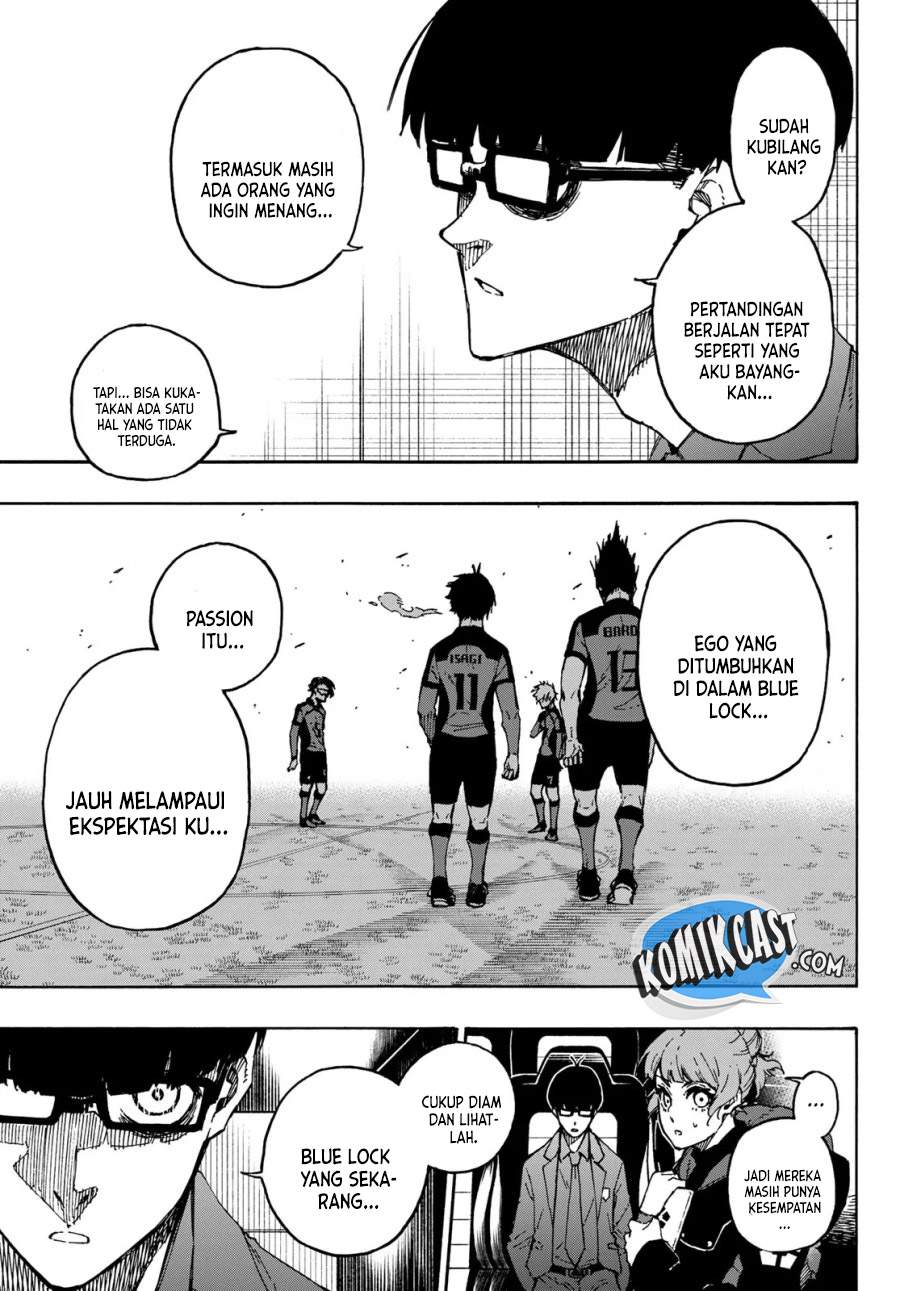 SUDAH
KUBILANG
KAN?
PERTANDINGAN
BERJALAN TEPAT
SEPERTI YANG
AKU BAYANG-
KAN...
TERMASUK MASIH
ADA ORANG YANG
INGIN MENANG...
TAPI... BISA KUKA-
TAKAN ADA SATU
HAL YANG TIDAK
TERDUGA.
EGO YANG
DITUMBUHKAN
DI DALAM BLUE
LOCK...
PASSION
ITU...
JAUH MELAMPAUI
EKSPEKTASI KU...
ISAGI
11
BARO
13
7
KOMIKCAST
.COM
...
JADI MEREKA
MASIH PUNYA
KESEMPATAN
...
CUKUP DIAM
DAN LIHAT-
LAH.
BLUE LOCK
YANG SEKA-
RANG...